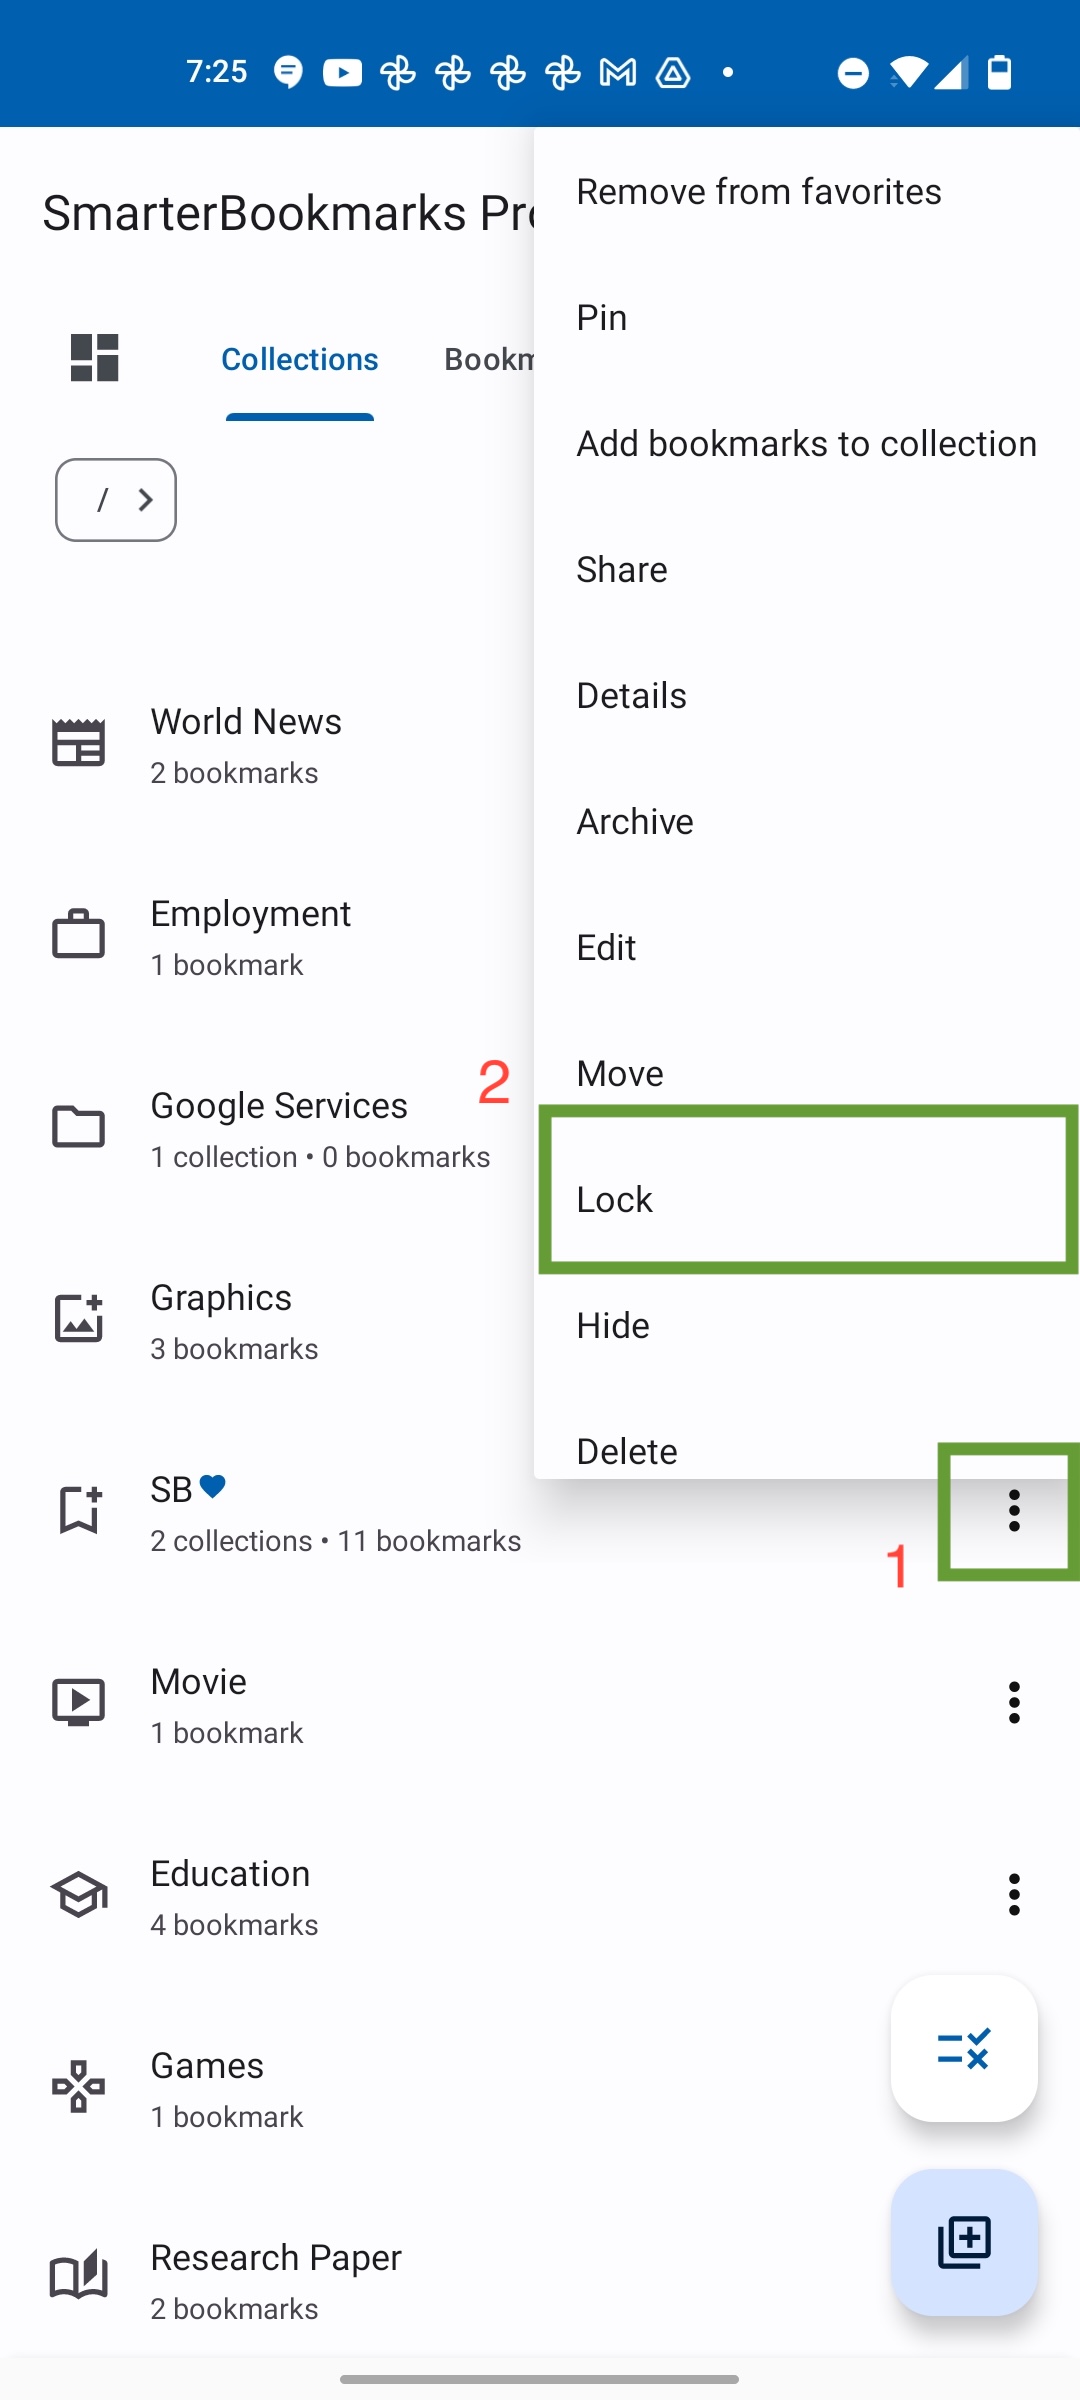 7:25
SmarterBookmarks Pro
Collections
Bookm
/
World News
2 bookmarks
Employment
1 bookmark
Google Services
1 collection • 0 bookmarks
Graphics
3 bookmarks
SB
2 collections • 11 bookmarks
Movie
1 bookmark
Education
4 bookmarks
Games
1 bookmark
Research Paper
2 bookmarks
Remove from favorites
Pin
Add bookmarks to collection
Share
Details
Archive
Edit
Move
2
Lock
Hide
Delete
1